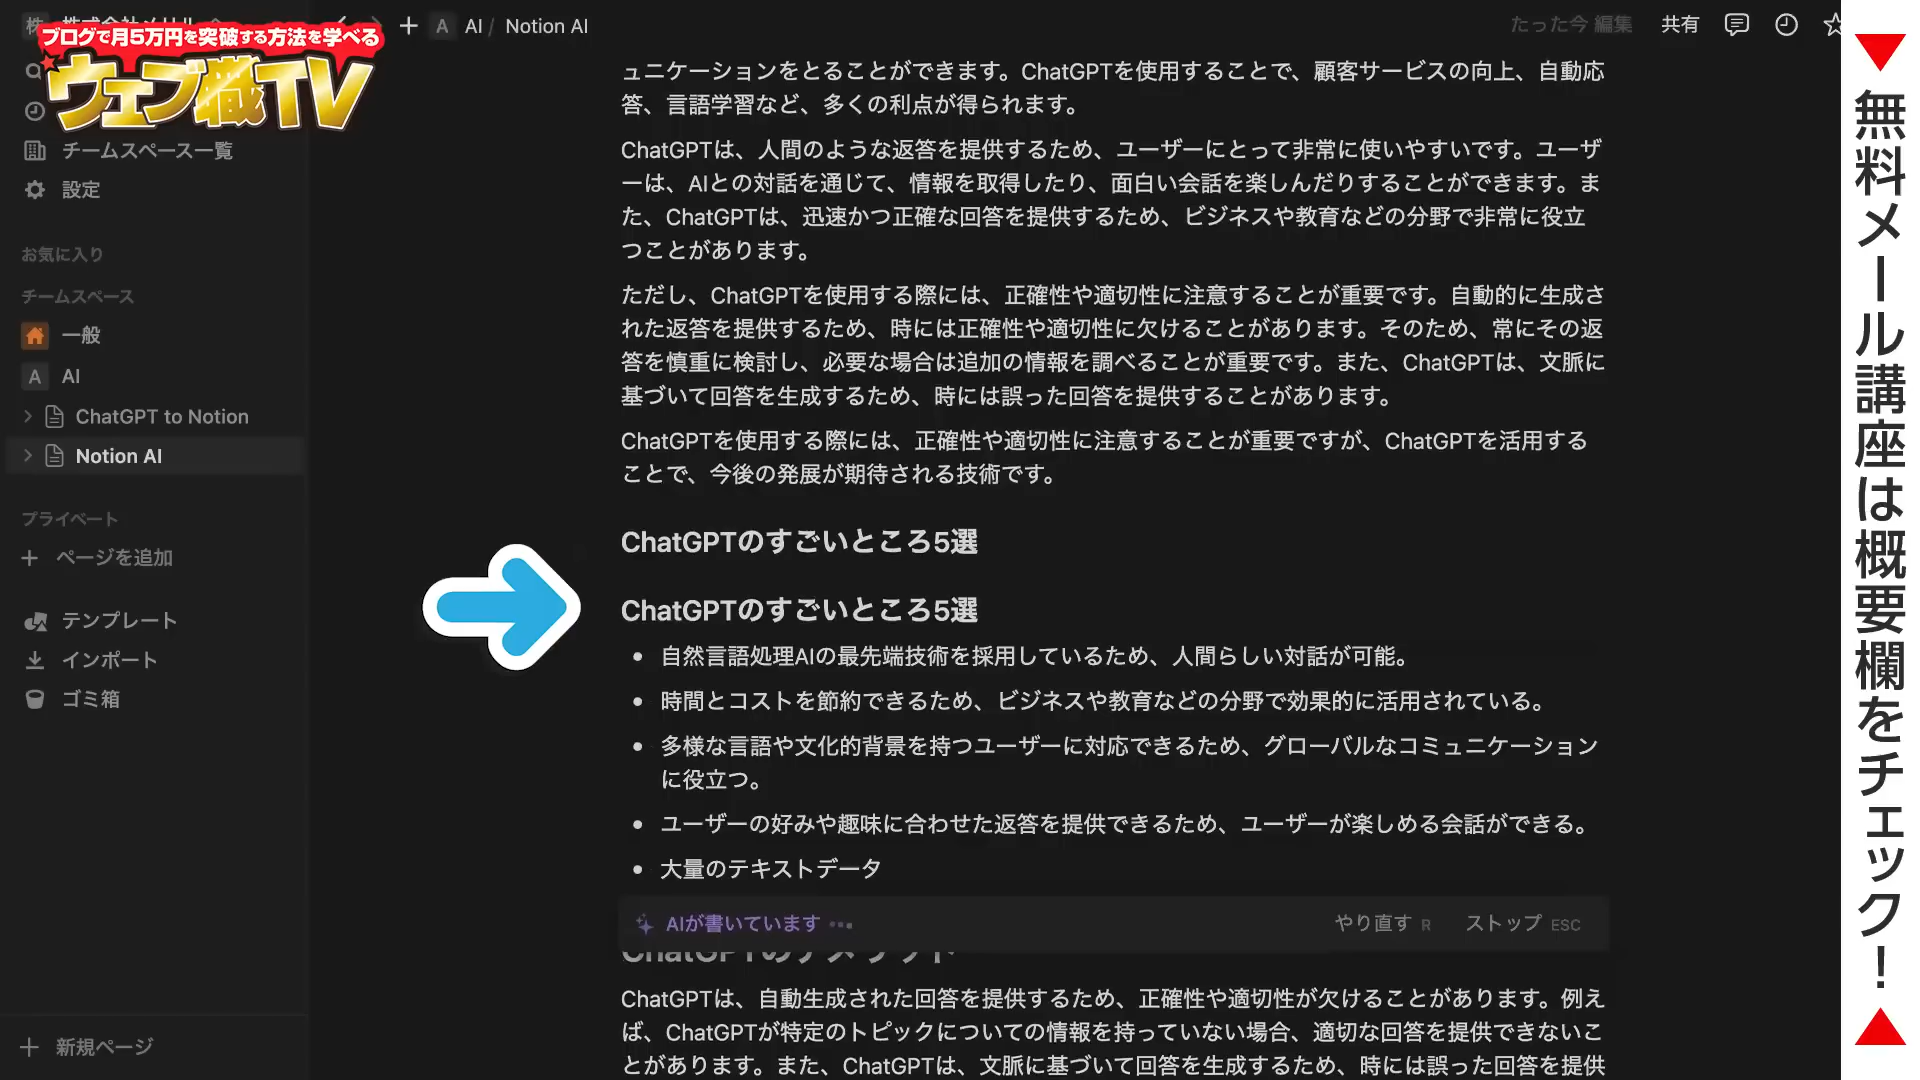 ブログで月5万円を突破する方法を学べる
ウェブ職TV
チームスペース一覧
設定
お気に入り
チームスペース
一般
A AI
ChatGPT to Notion
Notion AI
プライベート
ページを追加
テンプレート
インポート
ゴミ箱
新規ページ
A AI / Notion AI
たった今 編集
共有
ュニケーションをとることができます。ChatGPTを使用することで、顧客サービスの向上、自動応
答、言語学習など、多くの利点が得られます。
ChatGPTは、人間のような返答を提供するため、ユーザーにとって非常に使いやすいです。ユーザ
ーは、AIとの対話を通じて、情報を取得したり、面白い会話を楽しんだりすることができます。ま
た、ChatGPTは、迅速かつ正確な回答を提供するため、ビジネスや教育などの分野で非常に役立
つことがあります。
ただし、ChatGPTを使用する際には、正確性や適切性に注意することが重要です。自動的に生成さ
れた返答を提供するため、時には正確性や適切性に欠けることがあります。そのため、常にその返
答を慎重に検討し、必要な場合は追加の情報を調べることが重要です。また、ChatGPTは、文脈に
基づいて回答を生成するため、時には誤った回答を提供することがあります。
ChatGPTを使用する際には、正確性や適切性に注意することが重要ですが、ChatGPTを活用する
ことで、今後の発展が期待される技術です。
ChatGPTのすごいところ5選
ChatGPTのすごいところ5選
• 自然言語処理AIの最先端技術を採用しているため、人間らしい対話が可能。
• 時間とコストを節約できるため、ビジネスや教育などの分野で効果的に活用されている。
• 多様な言語や文化的背景を持つユーザーに対応できるため、グローバルなコミュニケーション
に役立つ。
• ユーザーの好みや趣味に合わせた返答を提供できるため、ユーザーが楽しめる会話ができる。
• 大量のテキストデータ
AIが書いています
やり直す R
ストップ ESC
ChatGPTのデメリット
ChatGPTは、自動生成された回答を提供するため、正確性や適切性が欠けることがあります。例え
ば、ChatGPTが特定のトピックについての情報を持っていない場合、適切な回答を提供できないこ
とがあります。また、ChatGPTは、文脈に基づいて回答を生成するため、時には誤った回答を提供
▼無料メール講座は概要欄をチェック！▲